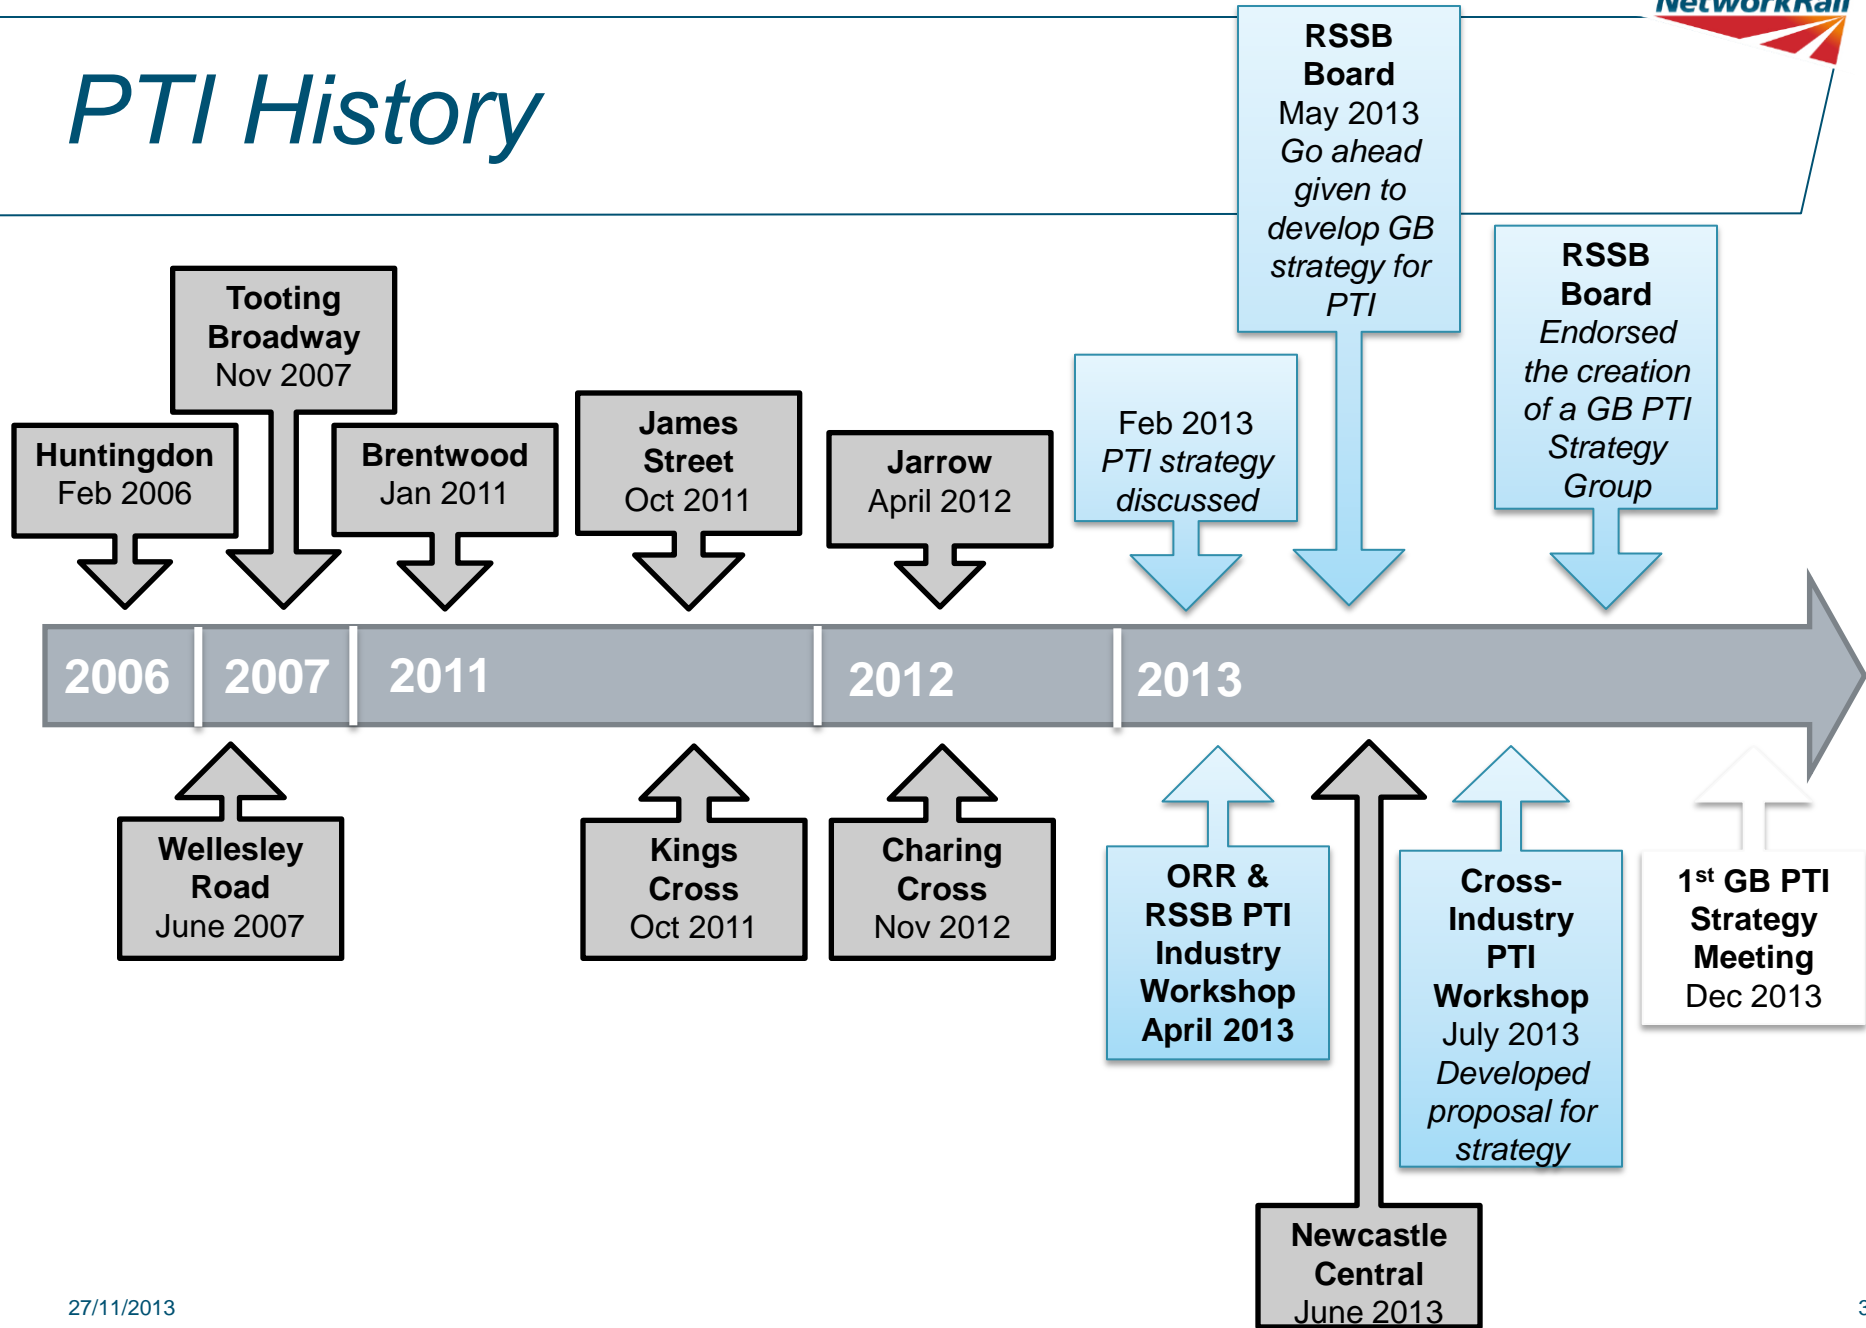 NetworkRail
PTI History
RSSB
Board
May 2013
Go ahead
given to
develop GB
strategy for
PTI
RSSB
Board
Endorsed
the creation
of a GB PTI
Strategy
Group
Tooting
Broadway
Nov 2007
Huntingdon
Feb 2006
Brentwood
Jan 2011
James
Street
Oct 2011
Jarrow
April 2012
Feb 2013
PTI strategy
discussed
2006
2007
2011
2012
2013
Wellesley
Road
June 2007
Kings
Cross
Oct 2011
Charing
Cross
Nov 2012
ORR &
RSSB PTI
Industry
Workshop
April 2013
Newcastle
Central
June 2013
Cross-
Industry
PTI
Workshop
July 2013
Developed
proposal for
strategy
1st GB PTI
Strategy
Meeting
Dec 2013
27/11/2013
3